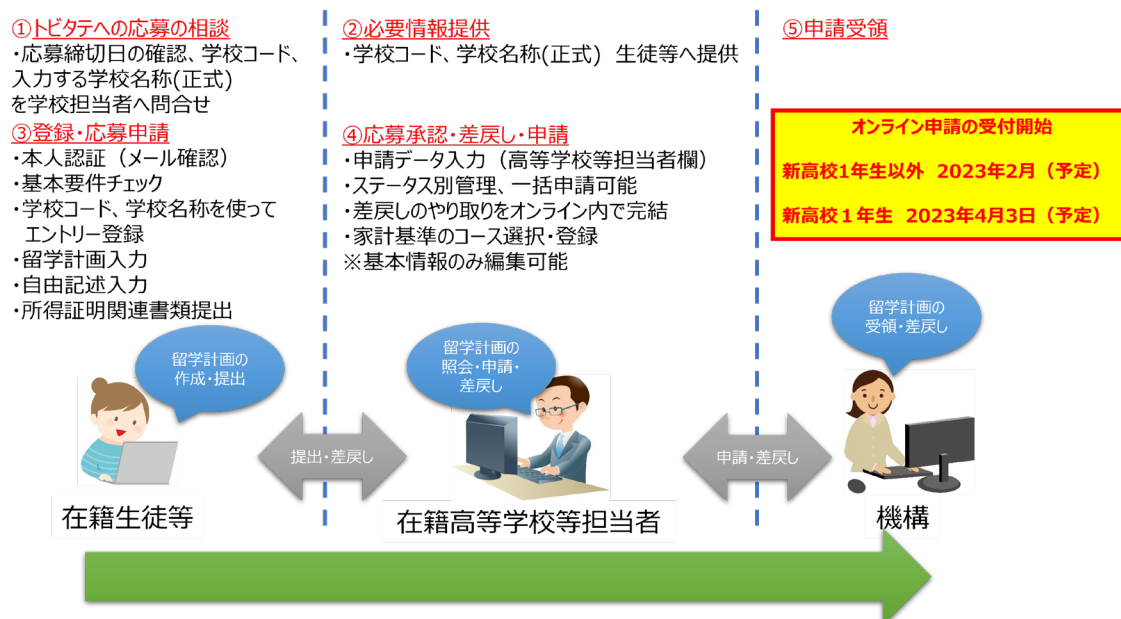 ①トビタテへの応募の相談
・応募締切日の確認、学校コード、
入力する学校名称(正式)
を学校担当者へ問合せ
③登録・応募申請
・本人認証（メール確認）
・基本要件チェック
・学校コード、学校名称を使って
エントリー登録
・留学計画入力
・自由記述入力
・所得証明関連書類提出
留学計画の
作成・提出
在籍生徒等
提出・差戻し
②必要情報提供
・学校コード、学校名称(正式)　生徒等へ提供
④応募承認・差戻し・申請
・申請データ入力（高等学校等担当者欄）
・ステータス別管理、一括申請可能
・差戻しのやり取りをオンライン内で完結
・家計基準のコース選択・登録
※基本情報のみ編集可能
留学計画の
照会・申請・
差戻し
在籍高等学校等担当者
申請・差戻し
⑤申請受領
オンライン申請の受付開始
新高校1年生以外　2023年2月（予定）
新高校１年生　2023年4月3日（予定）
留学計画の
受領・差戻し
機構